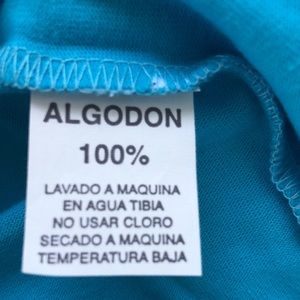 ALGODON
100%
LAVADO A MAQUINA
EN AGUA TIBIA
NO USAR CLORO
SECADO A MAQUINA
TEMPERATURA BAJA